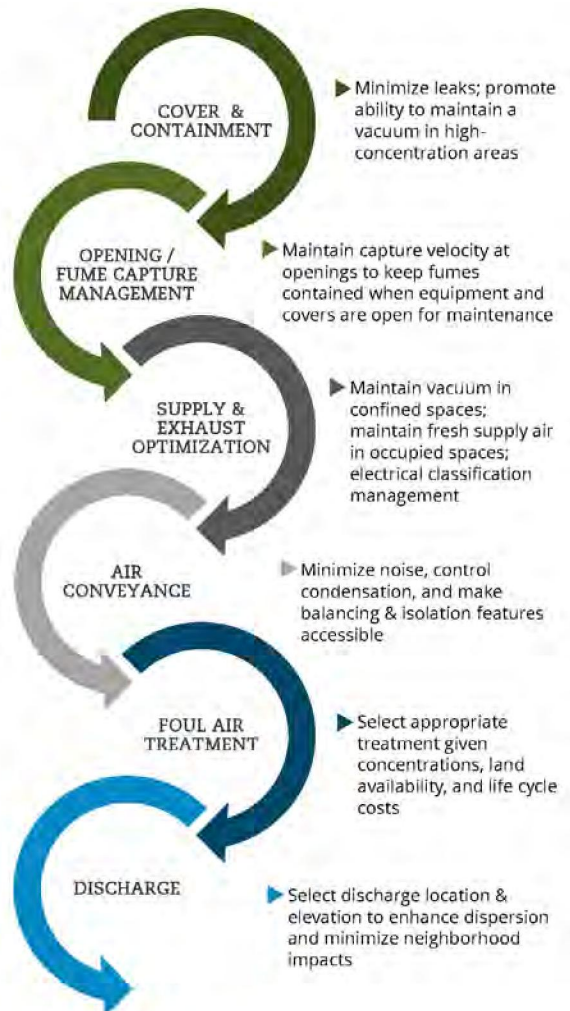 COVER &
CONTAINMENT
Minimize leaks; promote
ability to maintain a
vacuum in high-
concentration areas
OPENING /
FUME CAPTURE
MANAGEMENT
Maintain capture velocity at
openings to keep fumes
contained when equipment and
covers are open for maintenance
SUPPLY &
EXHAUST
OPTIMIZATION
Maintain vacuum in
confined spaces;
maintain fresh supply air
in occupied spaces;
electrical classification
management
AIR
CONVEYANCE
Minimize noise, control
condensation, and make
balancing & isolation features
accessible
FOUL AIR
TREATMENT
Select appropriate
treatment given
concentrations, land
availability, and life cycle
costs
DISCHARGE
Select discharge location &
elevation to enhance dispersion
and minimize neighborhood
impacts